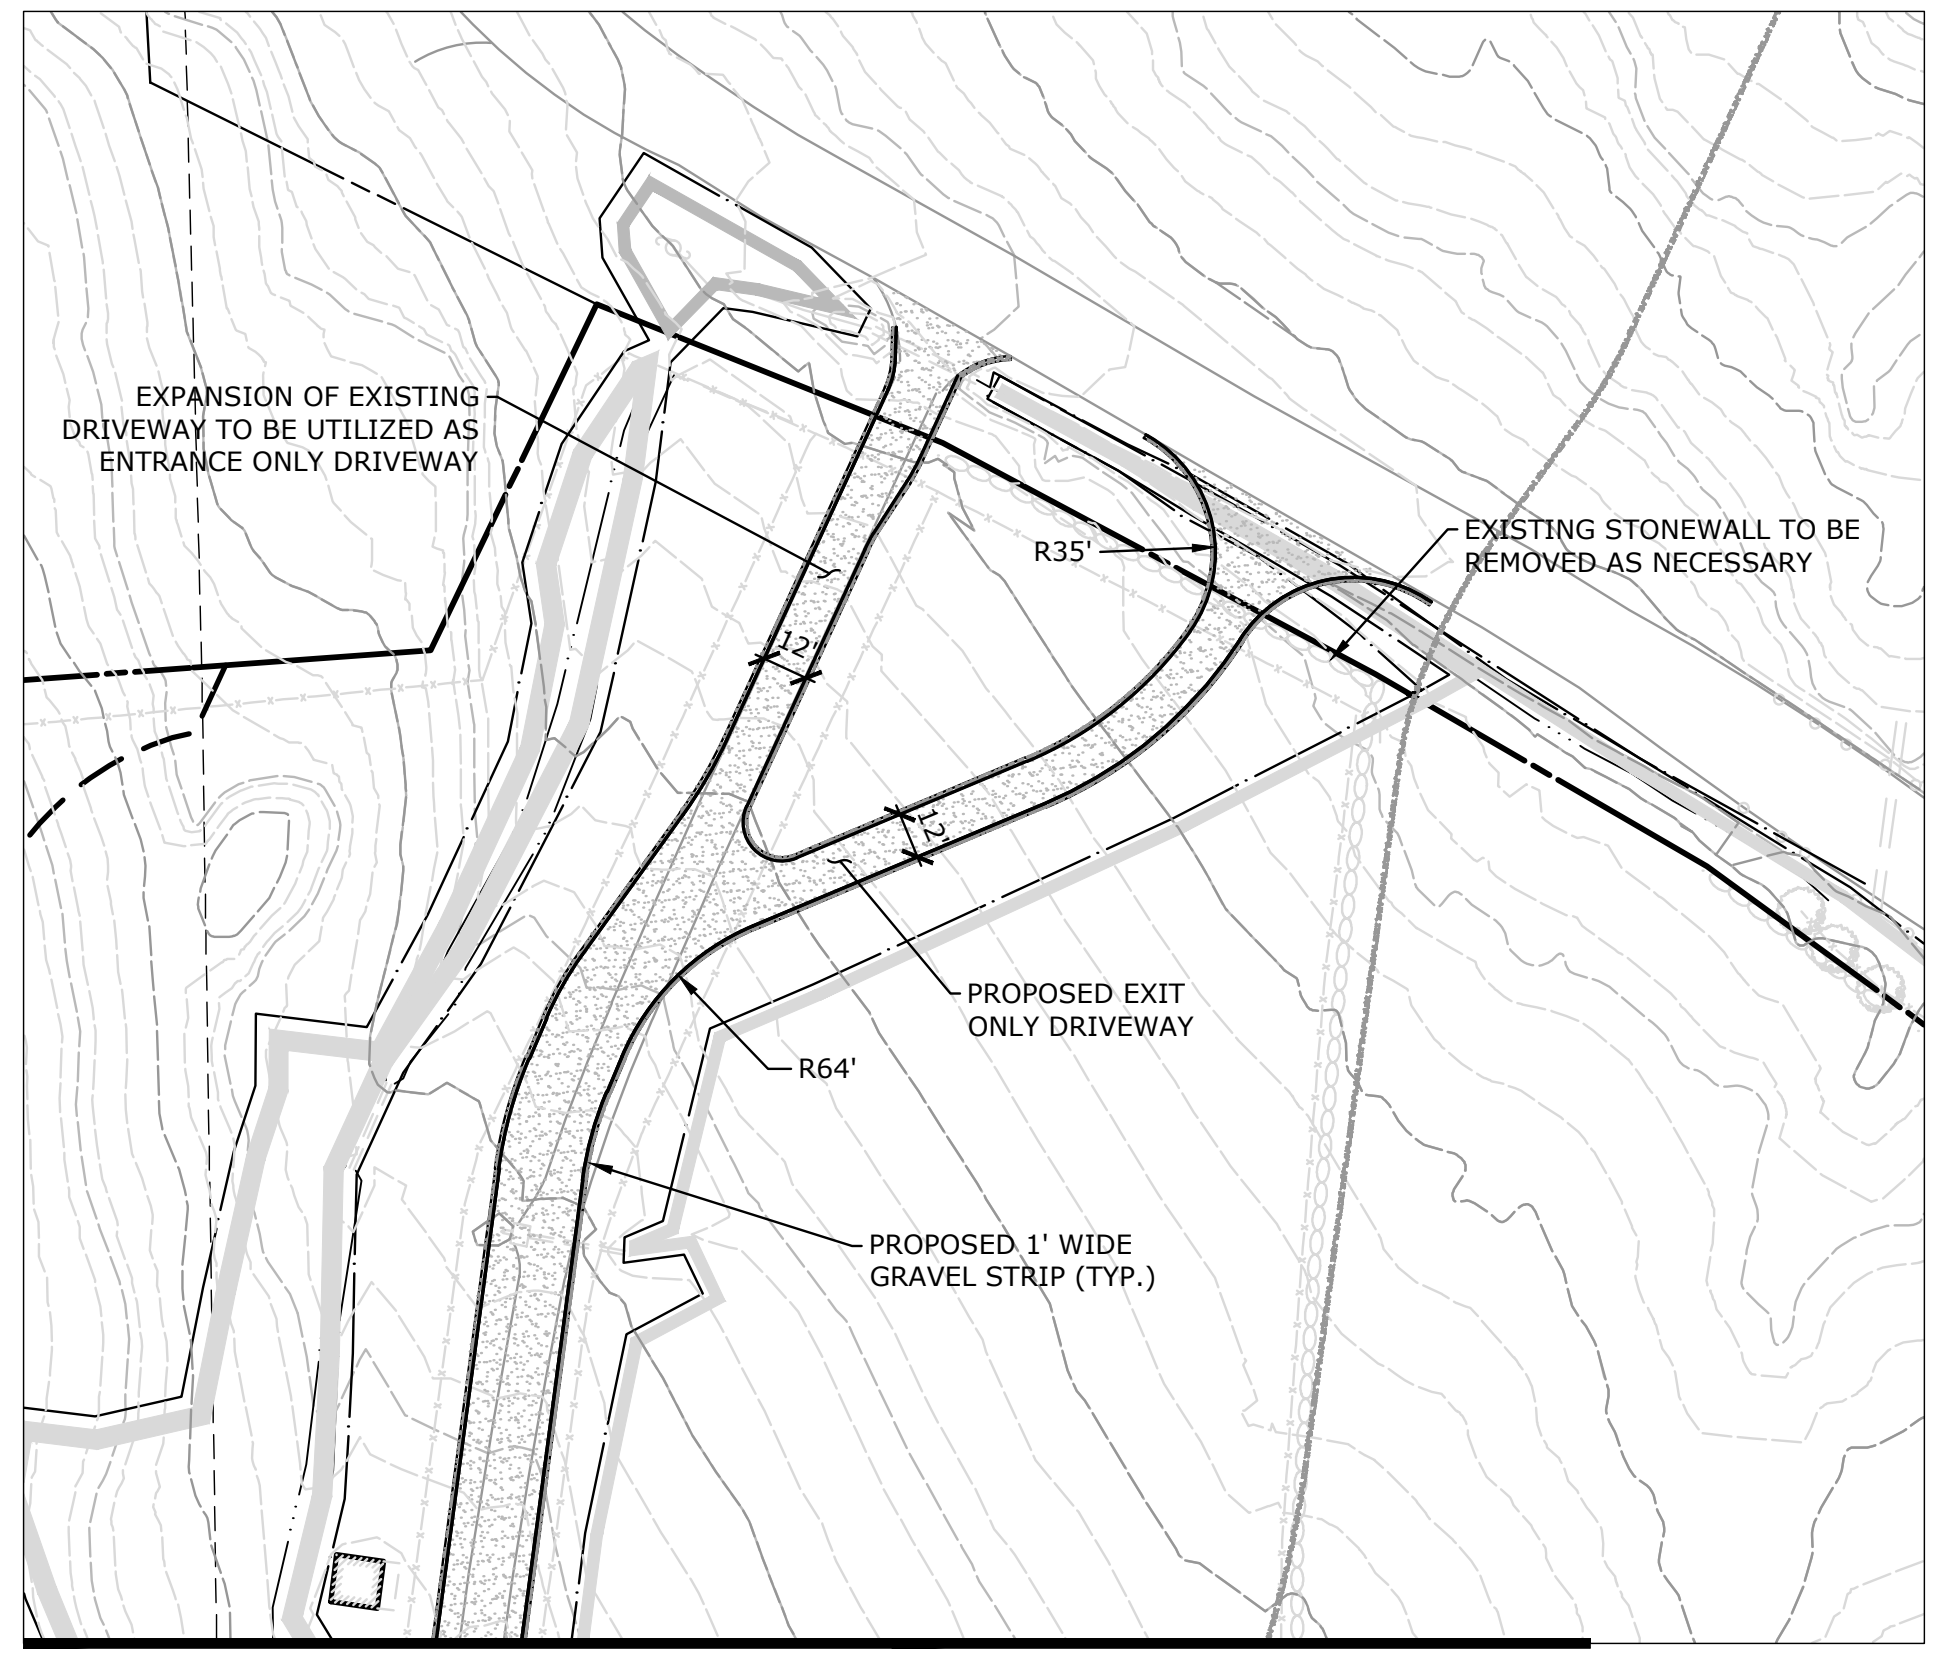 EXPANSION OF EXISTING
DRIVEWAY TO BE UTILIZED AS
ENTRANCE ONLY DRIVEWAY
R35'
EXISTING STONEWALL TO BE
REMOVED AS NECESSARY
12'
12'
PROPOSED EXIT
ONLY DRIVEWAY
R64'
PROPOSED 1' WIDE
GRAVEL STRIP (TYP.)